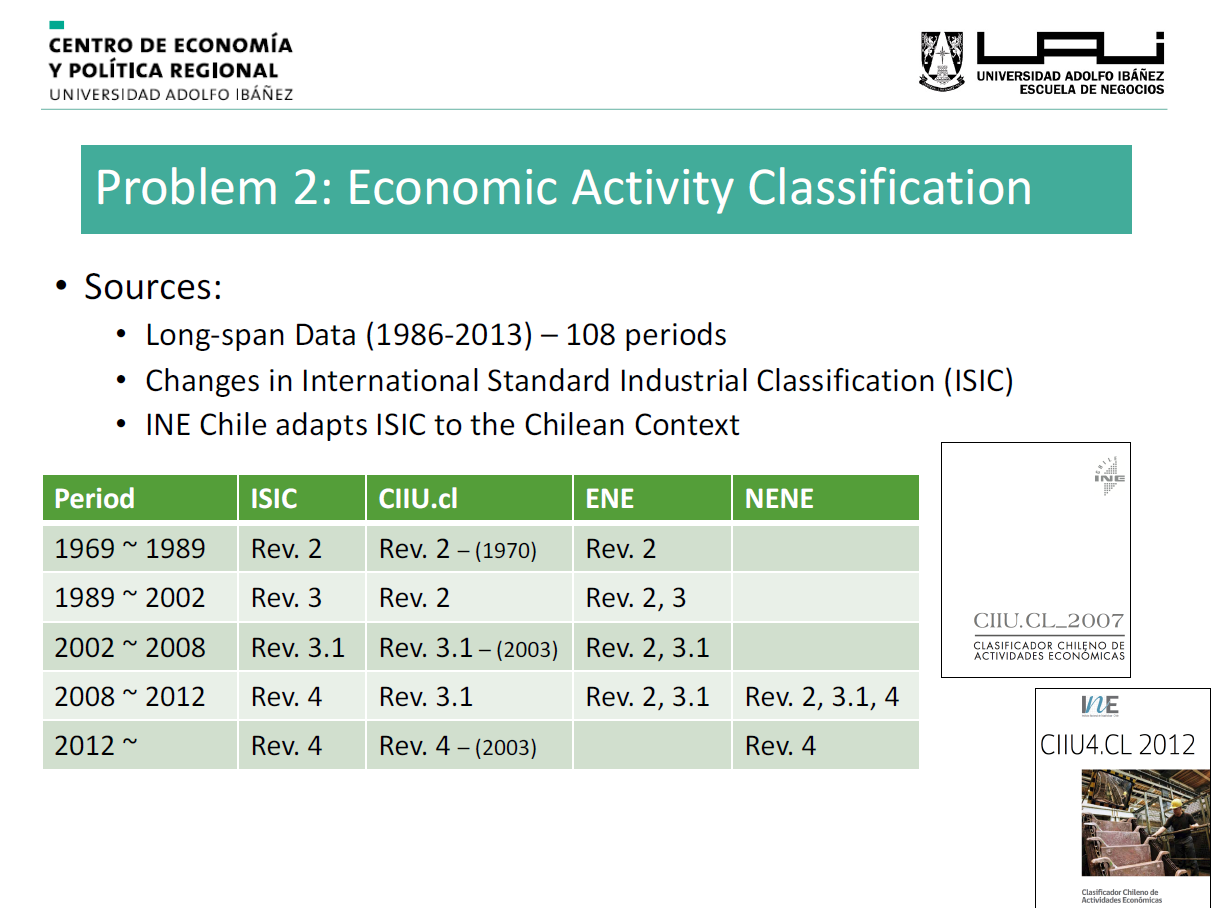 CENTRO DE ECONOMÍA
Y POLÍTICA REGIONAL
UNIVERSIDAD ADOLFO IBÁÑEZ
UAI
UNIVERSIDAD ADOLFO IBÁÑEZ
ESCUELA DE NEGOCIOS
Problem 2: Economic Activity Classification
• Sources:
• Long-span Data (1986-2013) – 108 periods
• Changes in International Standard Industrial Classification (ISIC)
• INE Chile adapts ISIC to the Chilean Context
Period ISIC CIIU.cl ENE NENE
1969 ~ 1989 Rev. 2 Rev. 2 – (1970) Rev. 2
1989 ~ 2002 Rev. 3 Rev. 2 Rev. 2, 3
2002 ~ 2008 Rev. 3.1 Rev. 3.1 – (2003) Rev. 2, 3.1
2008 ~ 2012 Rev. 4 Rev. 3.1 Rev. 2, 3.1 Rev. 2, 3.1, 4
2012 ~ Rev. 4 Rev. 4 – (2003) Rev. 4
CHILE
INE
CIIU.CL_2007
CLASIFICADOR CHILENO DE
ACTIVIDADES ECONÓMICAS
INE
CIIU4.CL 2012
Clasificador Chileno de
Actividades Económicas